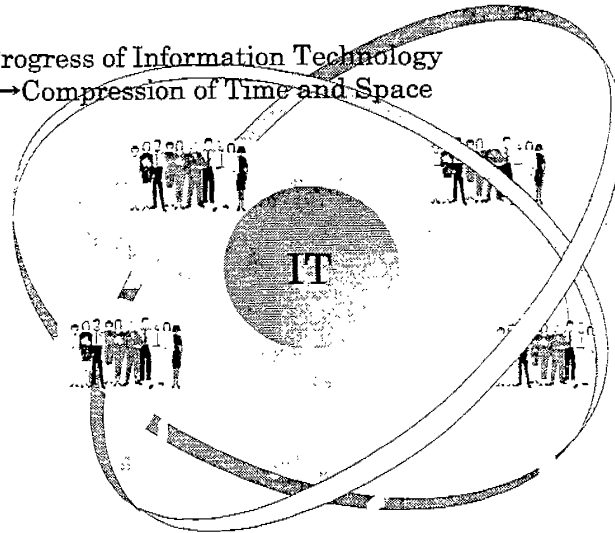 rogress of Information Technology
→Compression of Time and Space
IT